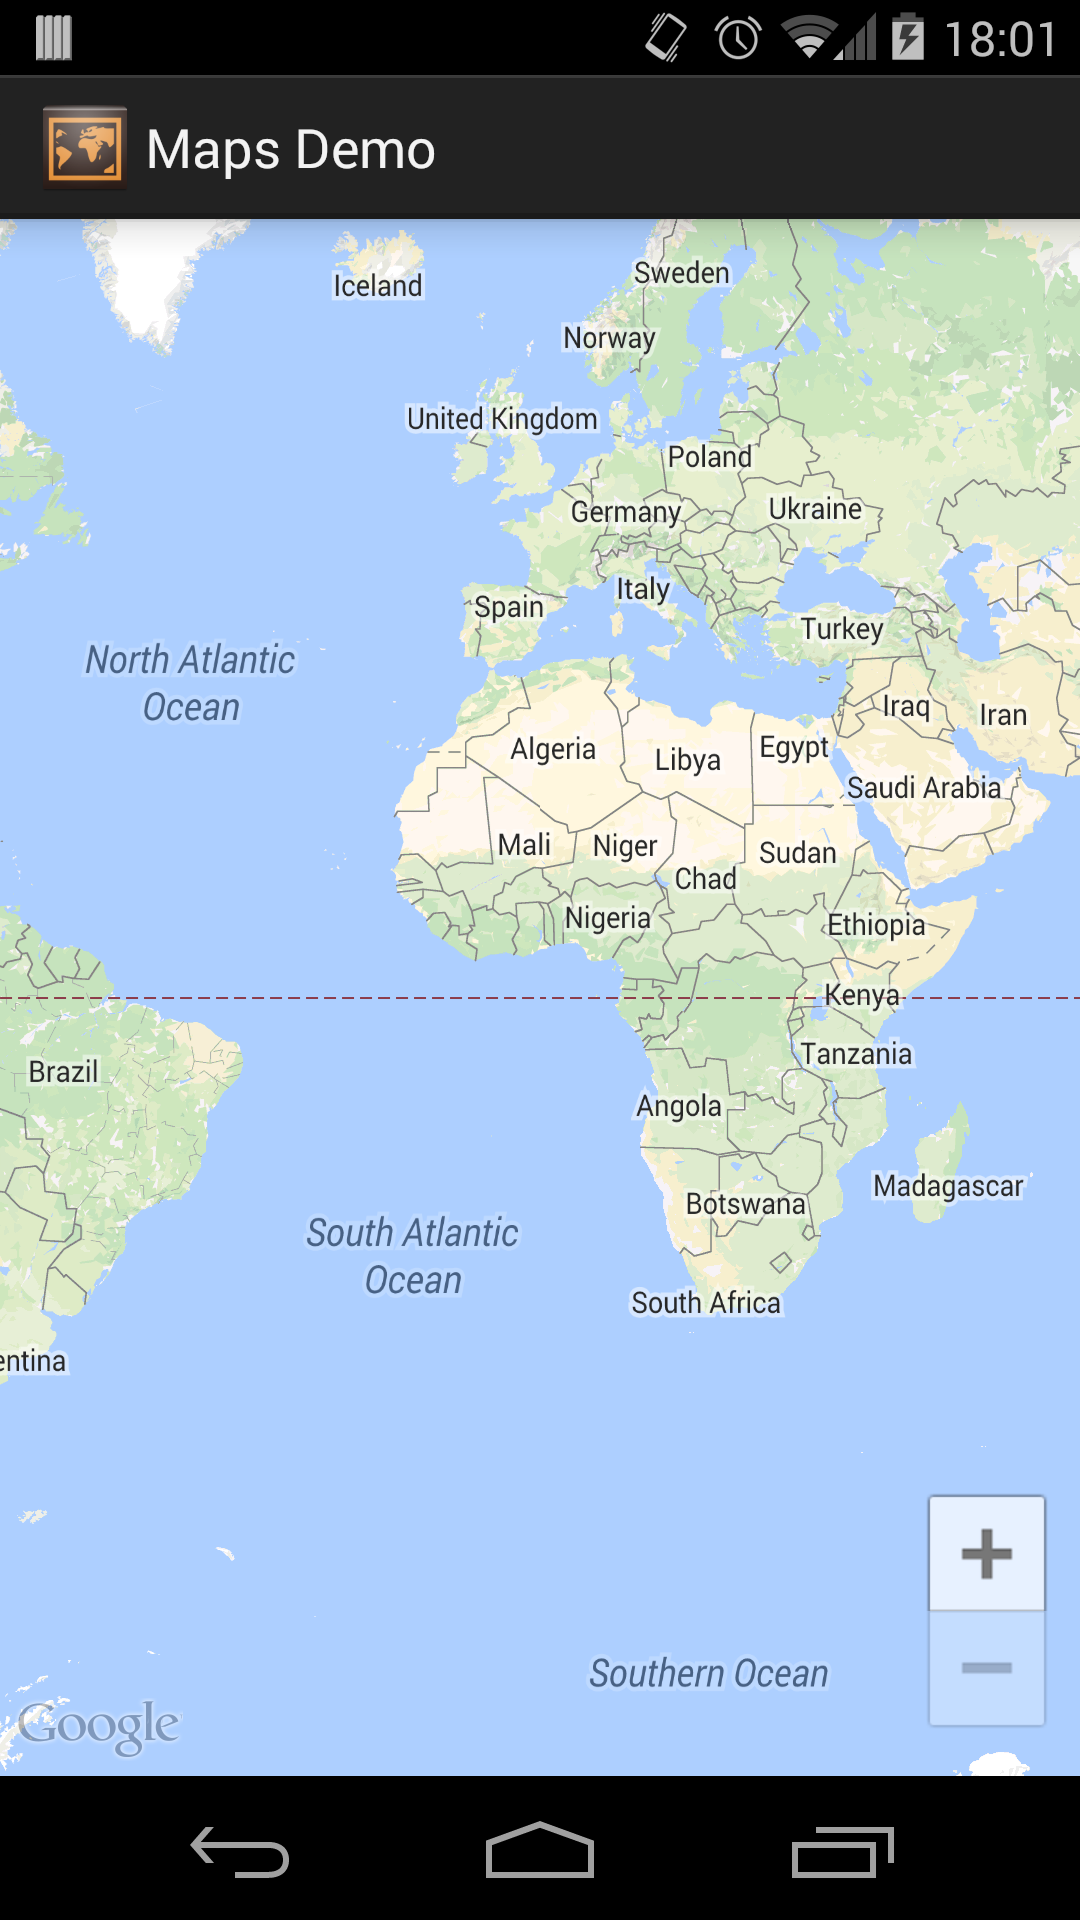 18:01
Maps Demo
Sweden
Iceland
Norway
United Kingdom
Poland
Ukraine
Germany
Italy
Spain
Turkey
North Atlantic
Ocean
Iraq
Iran
Algeria
Libya
Egypt
Saudi Arabia
Mali
Niger
Sudan
Chad
Nigeria
Ethiopia
Kenya
Tanzania
Brazil
Angola
Madagascar
Botswana
South Atlantic
Ocean
South Africa
entina
Southern Ocean
Google